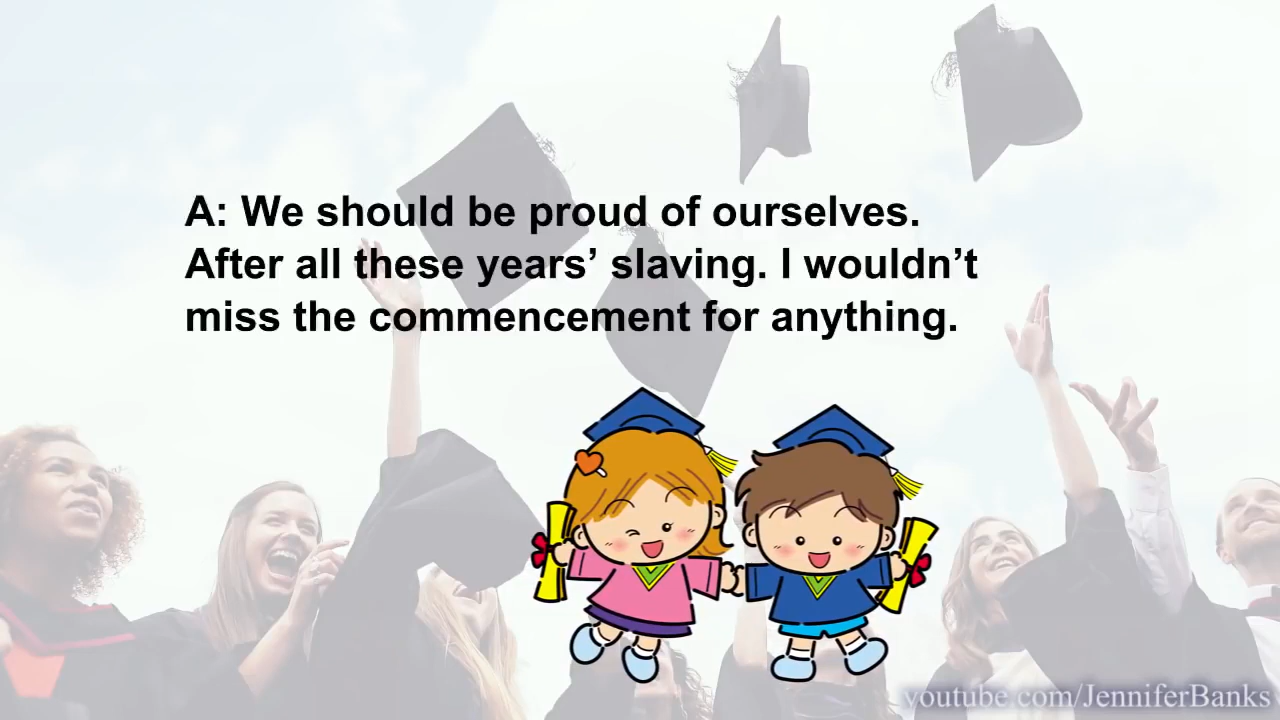 A: We should be proud of ourselves.
After all these years’ slaving. I wouldn’t
miss the commencement for anything.
youtube.com/JenniferBanks